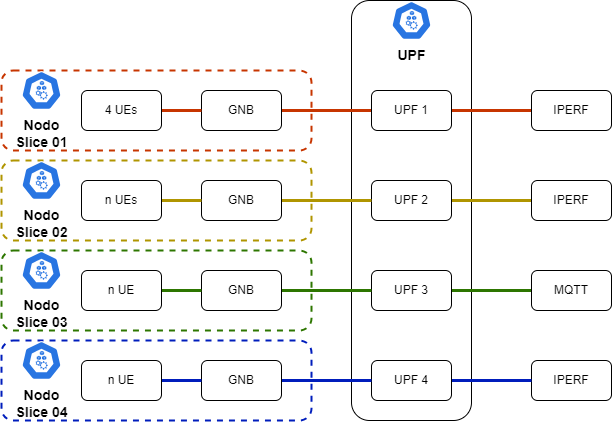 UPF
Nodo
Slice 01
4 UEs
GNB
UPF 1
IPERF
Nodo
Slice 02
n UEs
GNB
UPF 2
IPERF
Nodo
Slice 03
n UE
GNB
UPF 3
MQTT
Nodo
Slice 04
n UE
GNB
UPF 4
IPERF